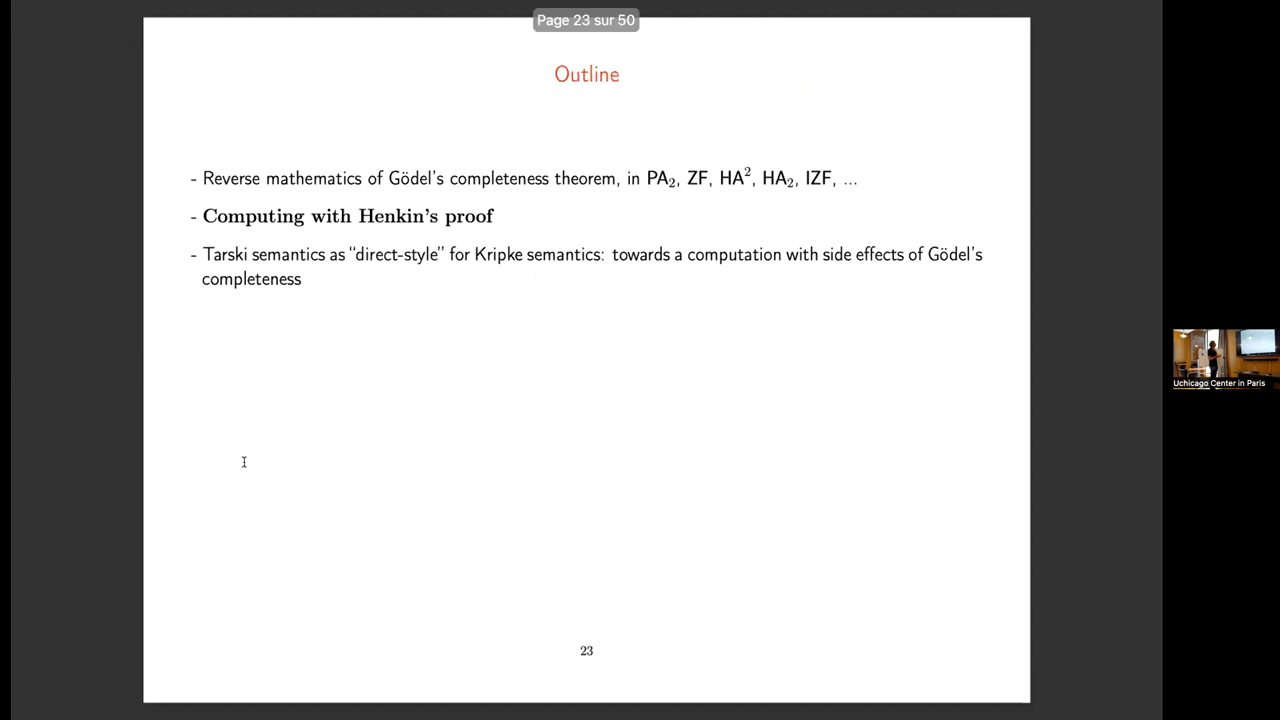 Page 23 sur 50
Outline
- Reverse mathematics of Gödel's completeness theorem, in PA₂, ZF, HA², HA₂, IZF, ...
- Computing with Henkin's proof
- Tarski semantics as "direct-style" for Kripke semantics: towards a computation with side effects of Gödel's
completeness
23
Uchicago Center in Paris